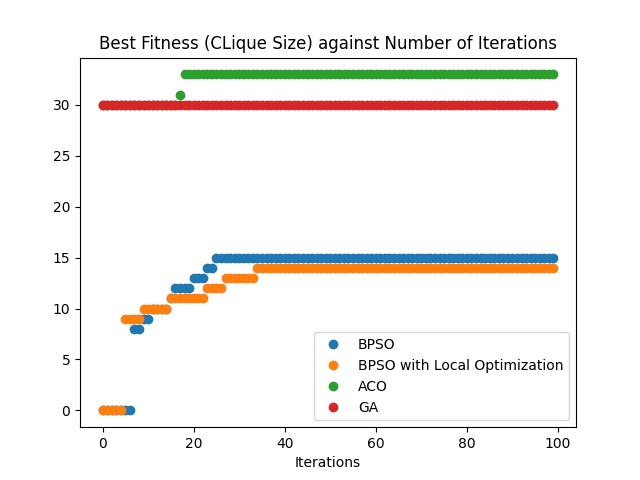 Best Fitness (CLique Size) against Number of Iterations
30
25
20
15
10
5
0
BPSO
BPSO with Local Optimization
ACO
GA
0 20 40 60 80 100
Iterations